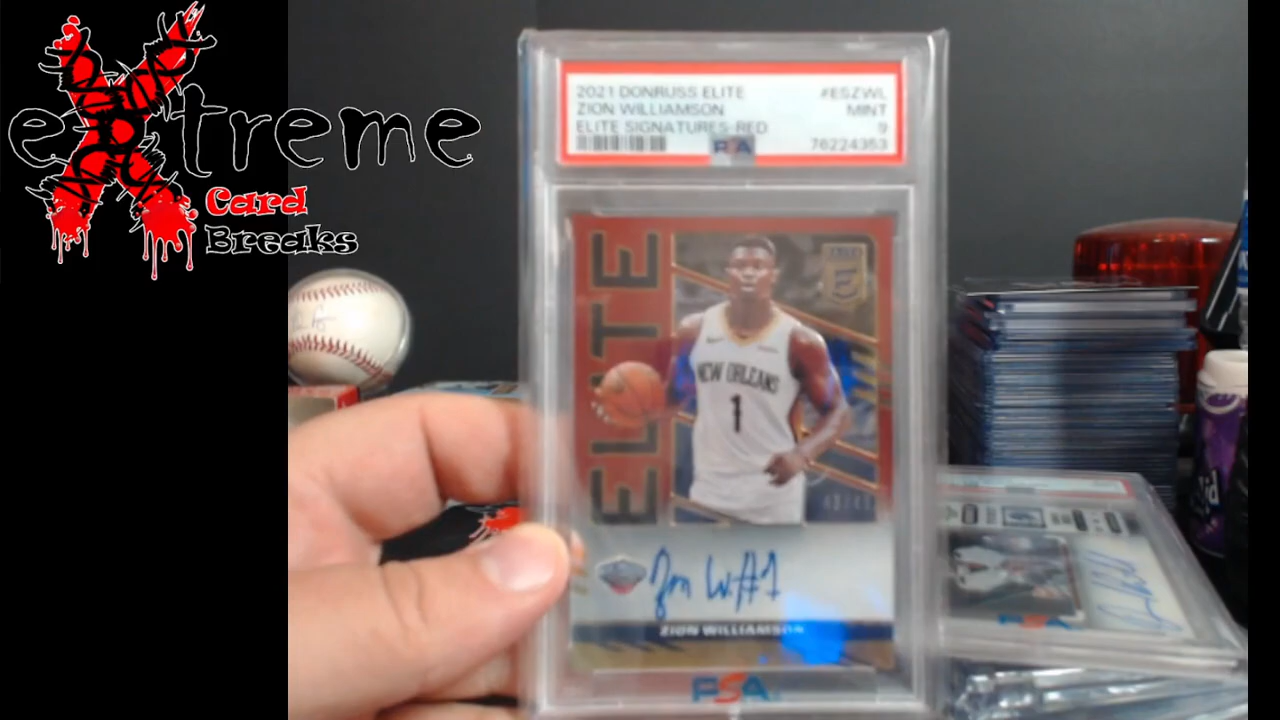 extreme
Card
Breaks
2021 DONRUSS ELITE #ESZWL
ZION WILLIAMSON MINT
ELITE SIGNATURES-RED 9
PSA 76224353
ELITE
NEW ORLEANS
1
ZION WILLIAMSON
PSA